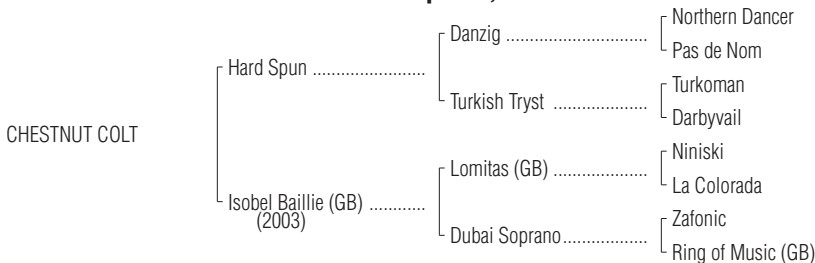 Northern Dancer
Danzig ......................................
Pas de Nom
Hard Spun ........................
Turkoman
Turkish Tryst .........................
Darbyvail
CHESTNUT COLT
Niniski
Lomitas (GB) .........................
La Colorada
Isobel Baillie (GB) ............
(2003)
Zafonic
Dubai Soprano.......................
Ring of Music (GB)